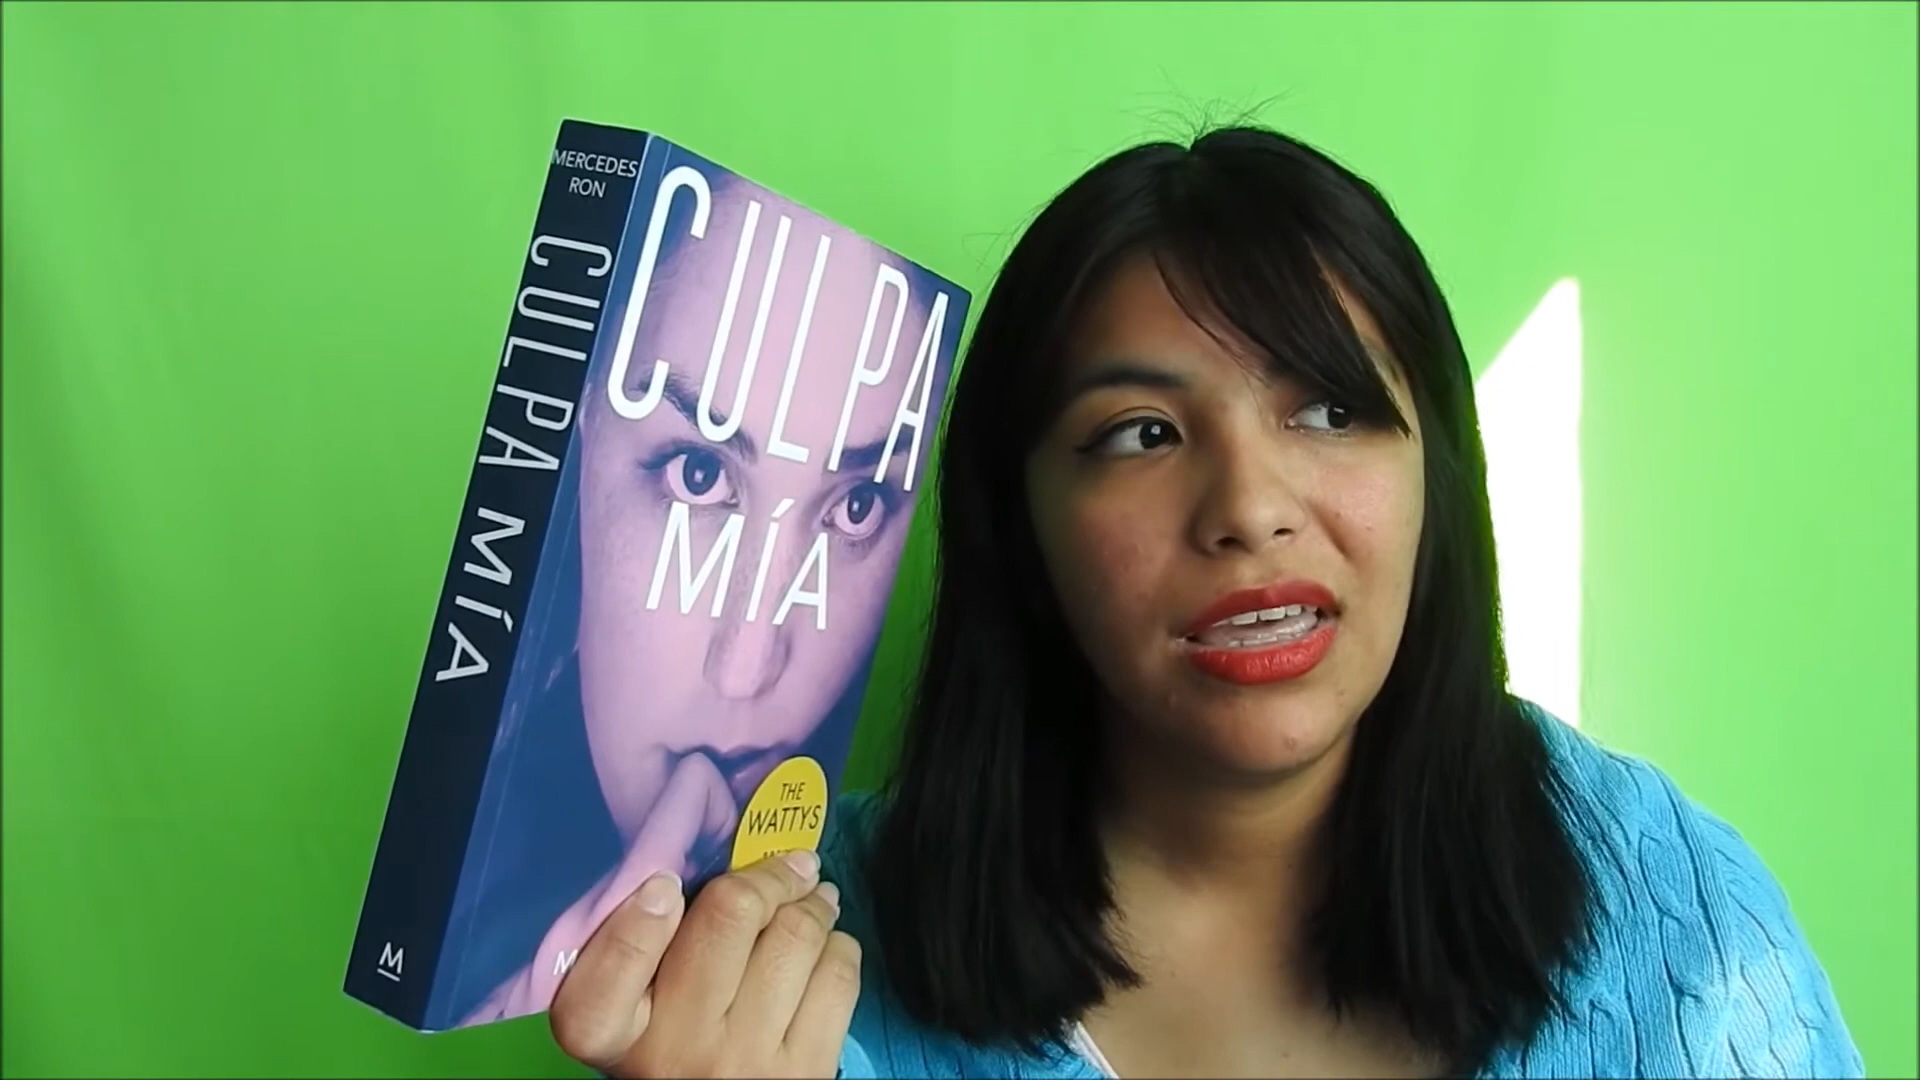 MERCEDES
RON
CULPA MÍA
M
CULPA
MÍA
THE
WATTYS
M